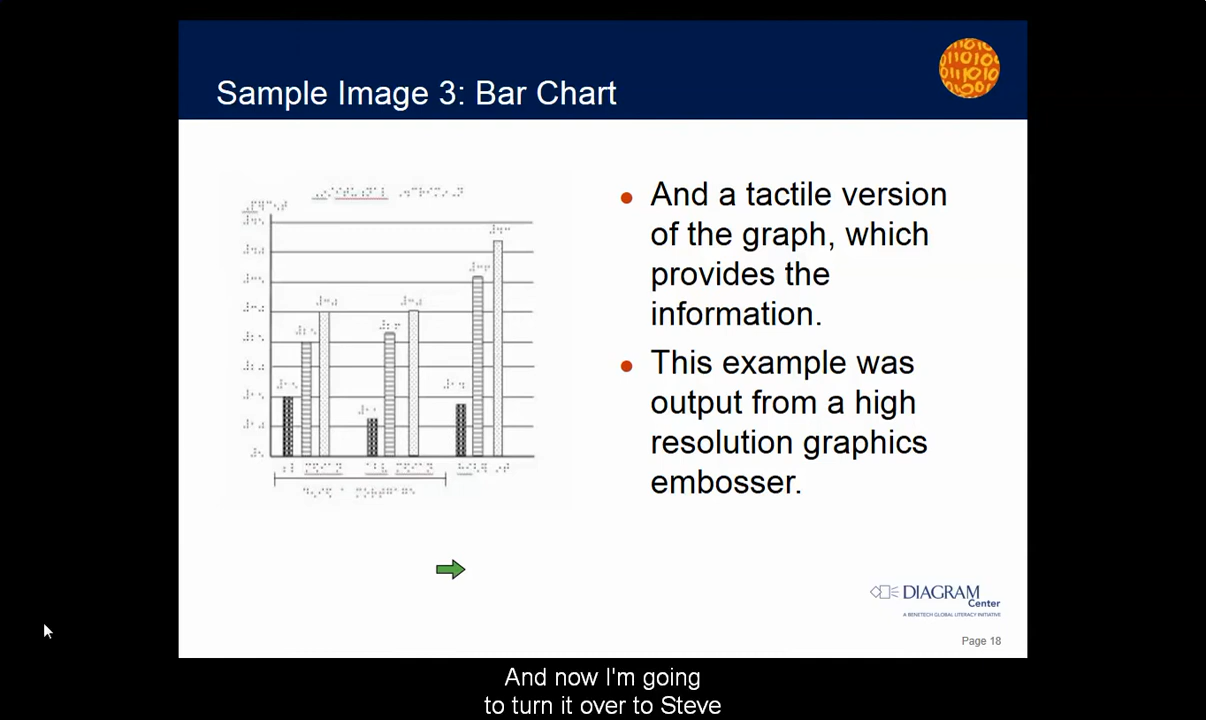 Sample Image 3: Bar Chart
And a tactile version
of the graph, which
provides the
information.
This example was
output from a high
resolution graphics
embosser.
DIAGRAM
Center
A BENETECH GLOBAL LITERACY INITIATIVE
Page 18
And now I'm going
to turn it over to Steve